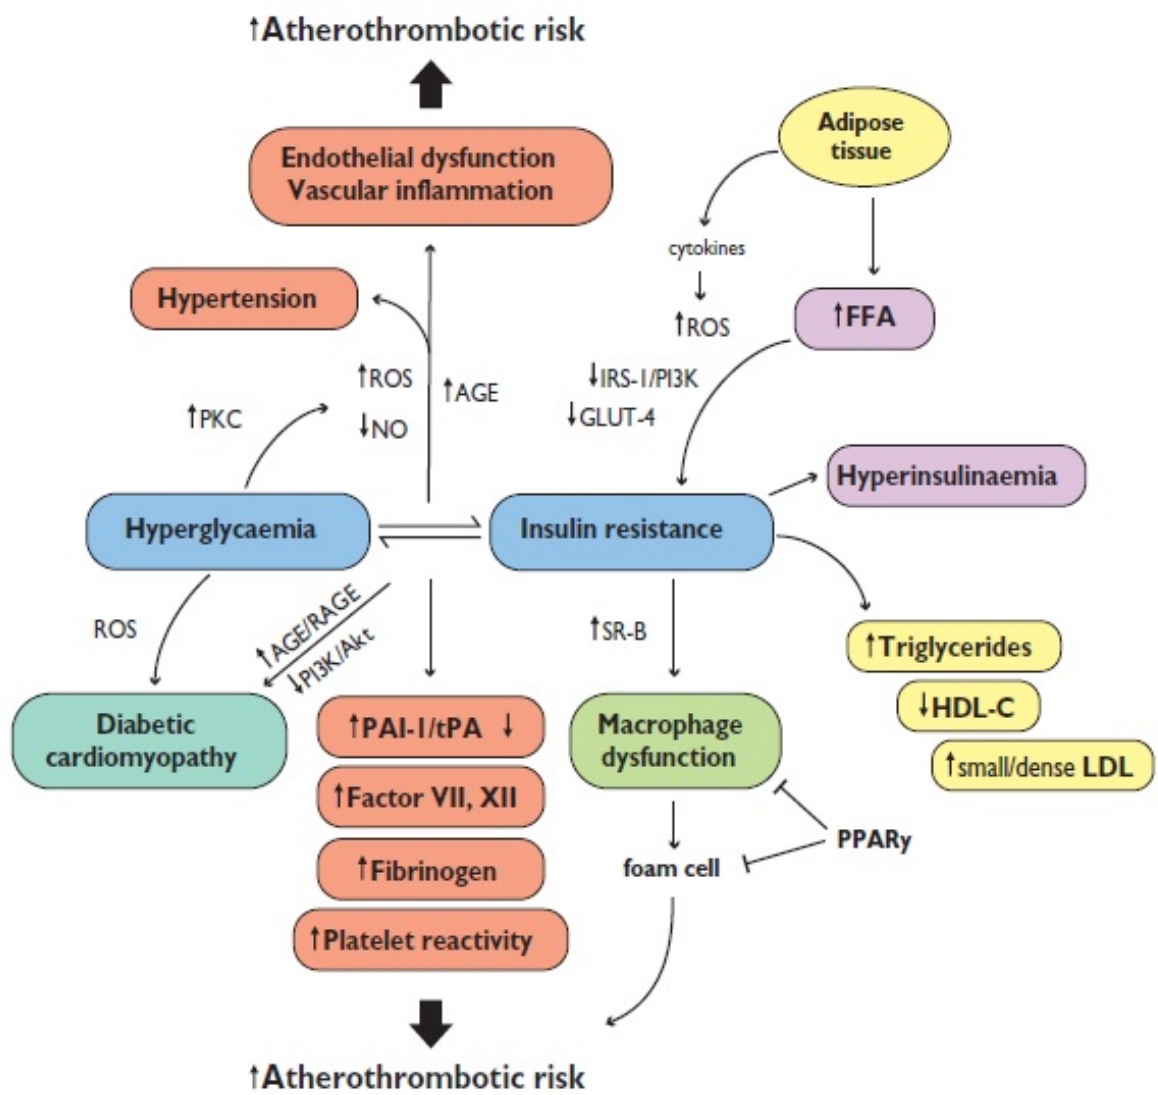 ↑Atherothrombotic risk
Endothelial dysfunction
Vascular inflammation
Adipose
tissue
cytokines
↑ROS
↑FFA
Hypertension
↑ROS
↓NO
↑AGE
↑PKC
↓IRS-1/PI3K
↓GLUT-4
Hyperinsulinaemia
Hyperglycaemia
Insulin resistance
ROS
↑AGE/RAGE
↓PI3K/Akt
↑SR-B
↑Triglycerides
↓HDL-C
↑small/dense LDL
Diabetic
cardiomyopathy
↑PAI-1/tPA ↓
↑Factor VII, XII
↑Fibrinogen
↑Platelet reactivity
Macrophage
dysfunction
PPARy
foam cell
↑Atherothrombotic risk